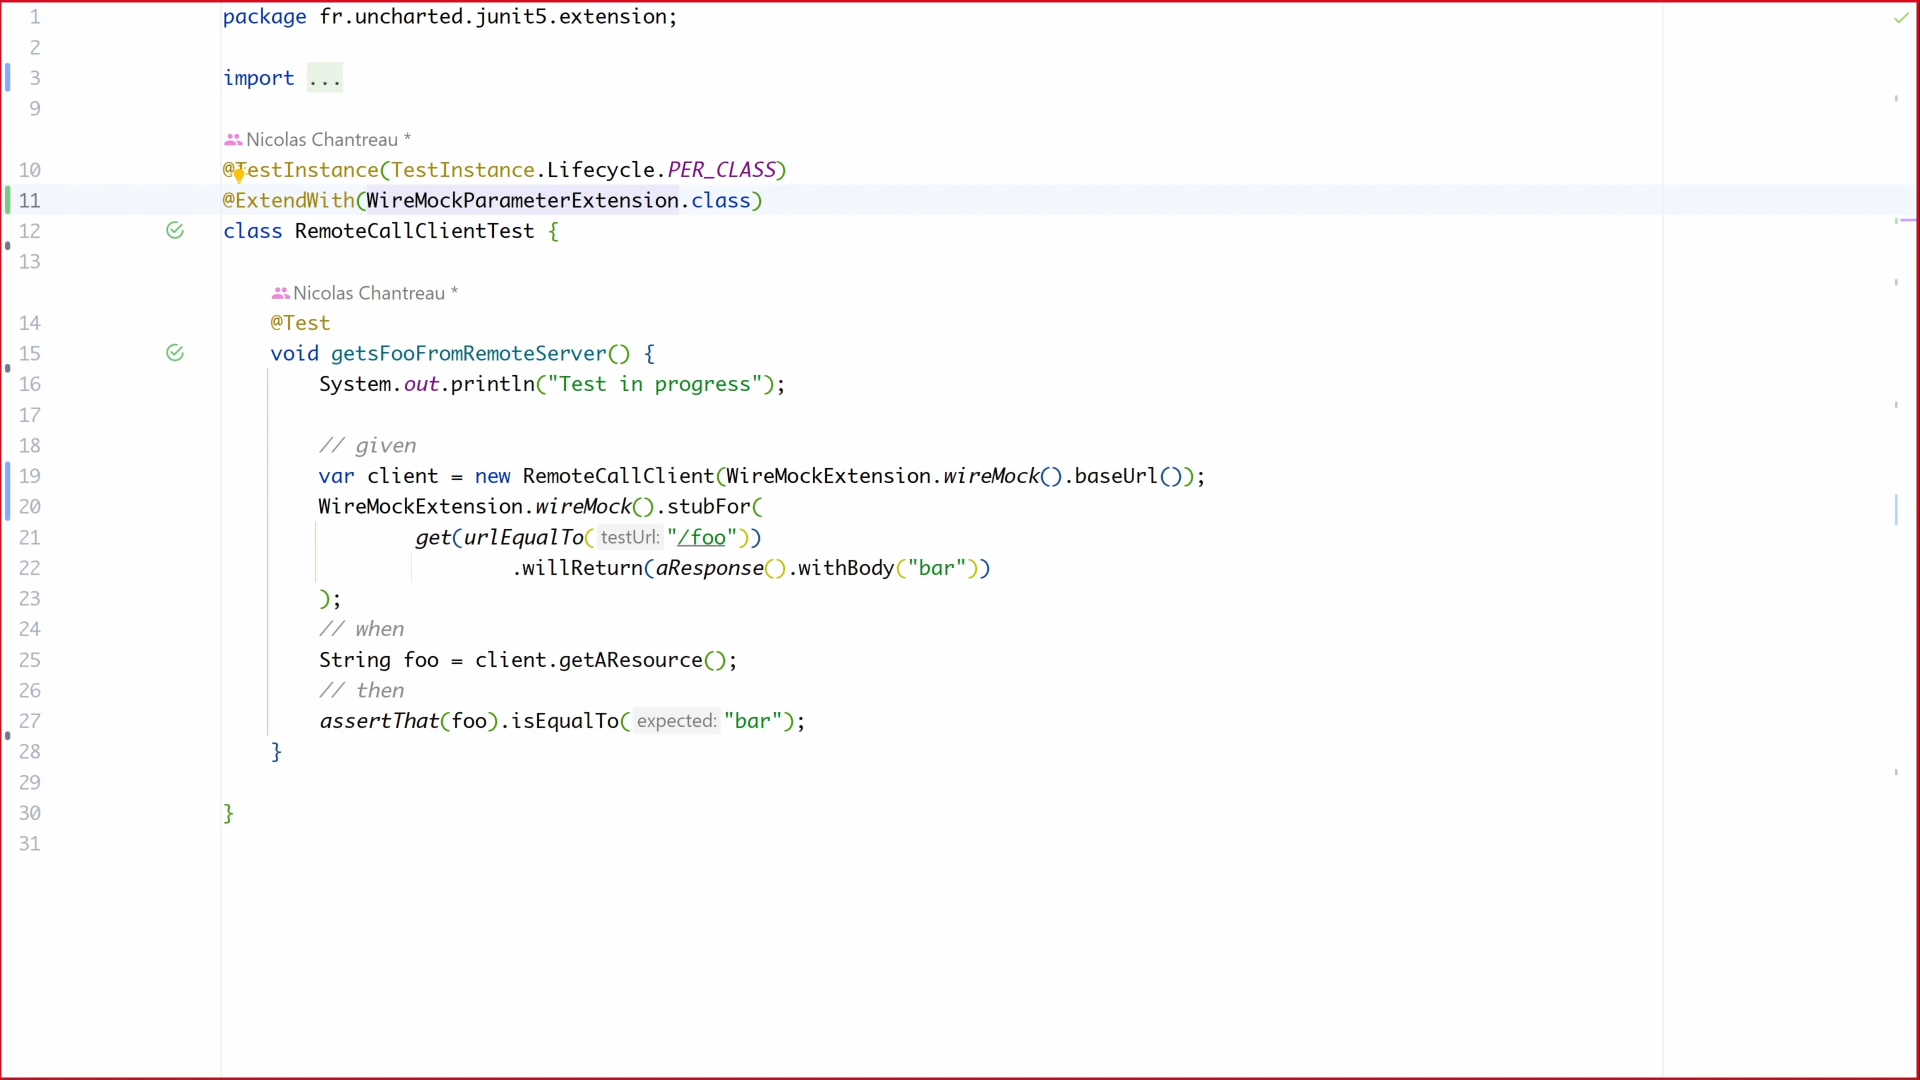 1 package fr.uncharted.junit5.extension;
2
3 import ...
9
Nicolas Chantreau *
10 @TestInstance(TestInstance.Lifecycle.PER_CLASS)
11 @ExtendWith(WireMockParameterExtension.class)
12 class RemoteCallClientTest {
13
Nicolas Chantreau *
14 @Test
15 void getsFooFromRemoteServer() {
16 System.out.println("Test in progress");
17
18 // given
19 var client = new RemoteCallClient(WireMockExtension.wireMock().baseUrl());
20 WireMockExtension.wireMock().stubFor(
21 get(urlEqualTo( testUrl: "/foo"))
22 .willReturn(aResponse().withBody("bar"))
23 );
24 // when
25 String foo = client.getAResource();
26 // then
27 assertThat(foo).isEqualTo( expected: "bar");
28 }
29
30 }
31